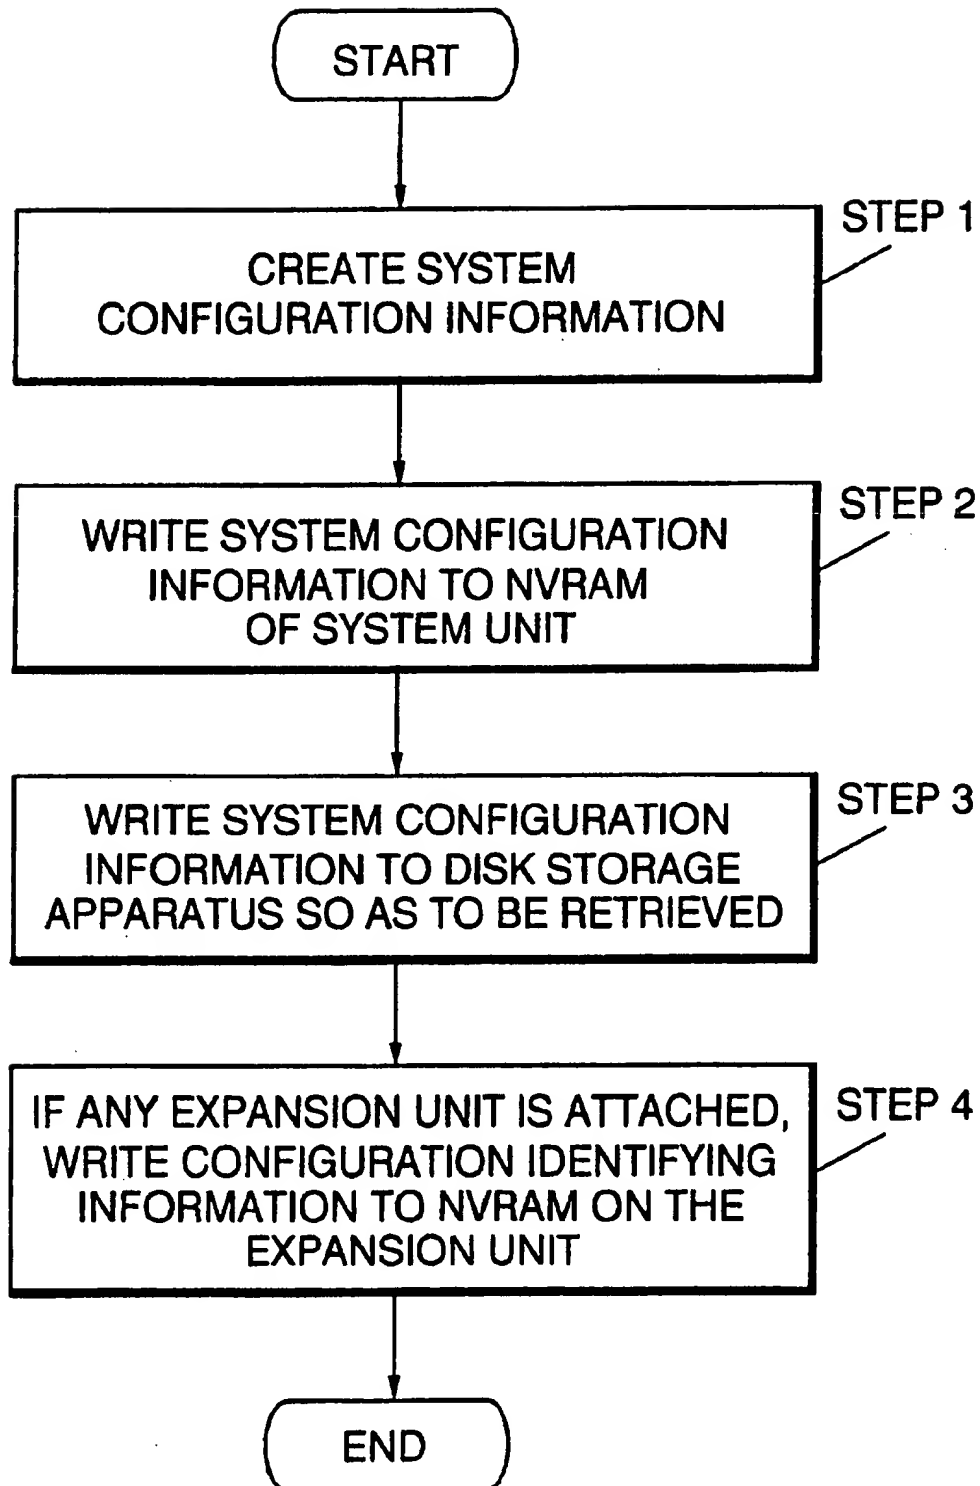 START
STEP 1
CREATE SYSTEM
CONFIGURATION INFORMATION
STEP 2
WRITE SYSTEM CONFIGURATION
INFORMATION TO NVRAM
OF SYSTEM UNIT
STEP 3
WRITE SYSTEM CONFIGURATION
INFORMATION TO DISK STORAGE
APPARATUS SO AS TO BE RETRIEVED
STEP 4
IF ANY EXPANSION UNIT IS ATTACHED,
WRITE CONFIGURATION IDENTIFYING
INFORMATION TO NVRAM ON THE
EXPANSION UNIT
END